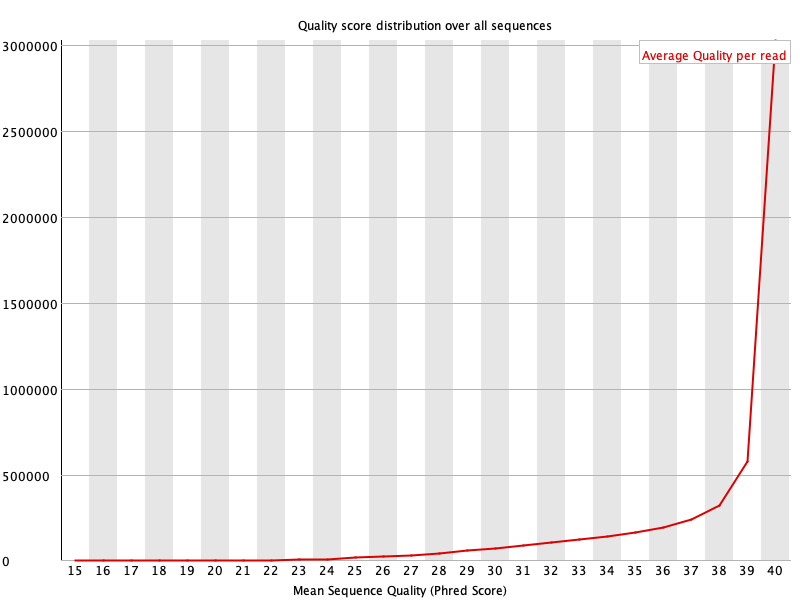 Quality score distribution over all sequences
Average Quality per read
3000000
2500000
2000000
1500000
1000000
500000
0
15 16 17 18 19 20 21 22 23 24 25 26 27 28 29 30 31 32 33 34 35 36 37 38 39 40
Mean Sequence Quality (Phred Score)